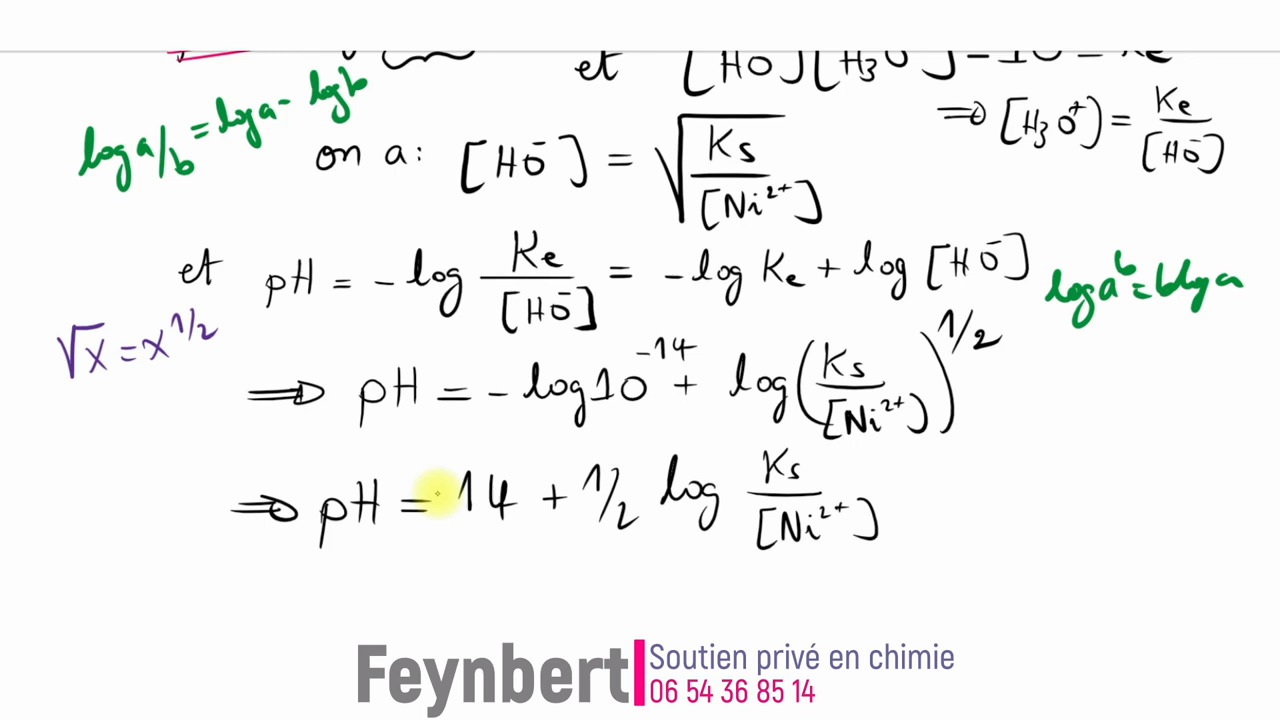 et [HO⁻][H₃O⁺] = 10 = Ke
log a/b = log a - log b
⇒ [H₃O⁺] = Ke/[HO⁻]
on a: [HO⁻] = √(Ks/[Ni²⁺])
et pH = -log Ke/[HO⁻] = -log Ke + log [HO⁻]
log aᵇ = b log a
√x = x^1/2
⇒ pH = -log 10⁻¹⁴ + log(Ks/[Ni²⁺])^1/2
⇒ pH = 14 + 1/2 log Ks/[Ni²⁺]
Feynbert
Soutien privé en chimie
06 54 36 85 14